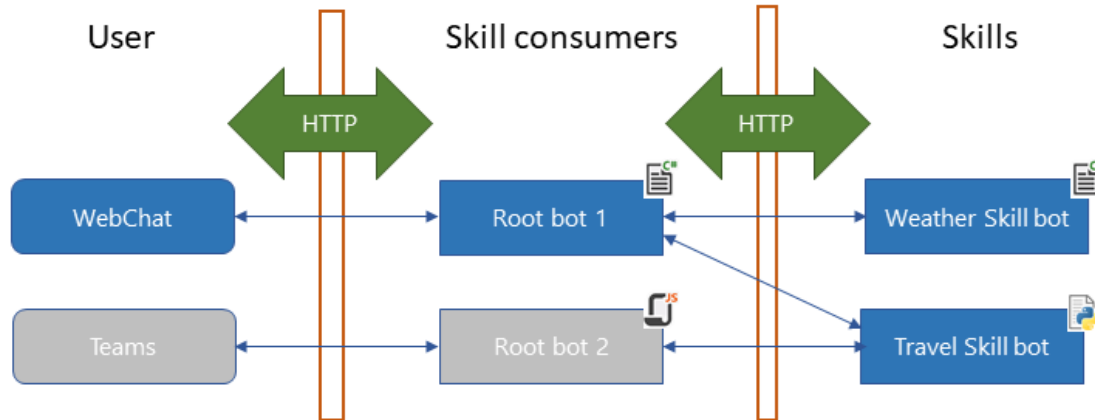 User
Skill consumers
Skills
HTTP
HTTP
C#
WebChat
Root bot 1
Weather Skill bot
JS
Teams
Root bot 2
Travel Skill bot